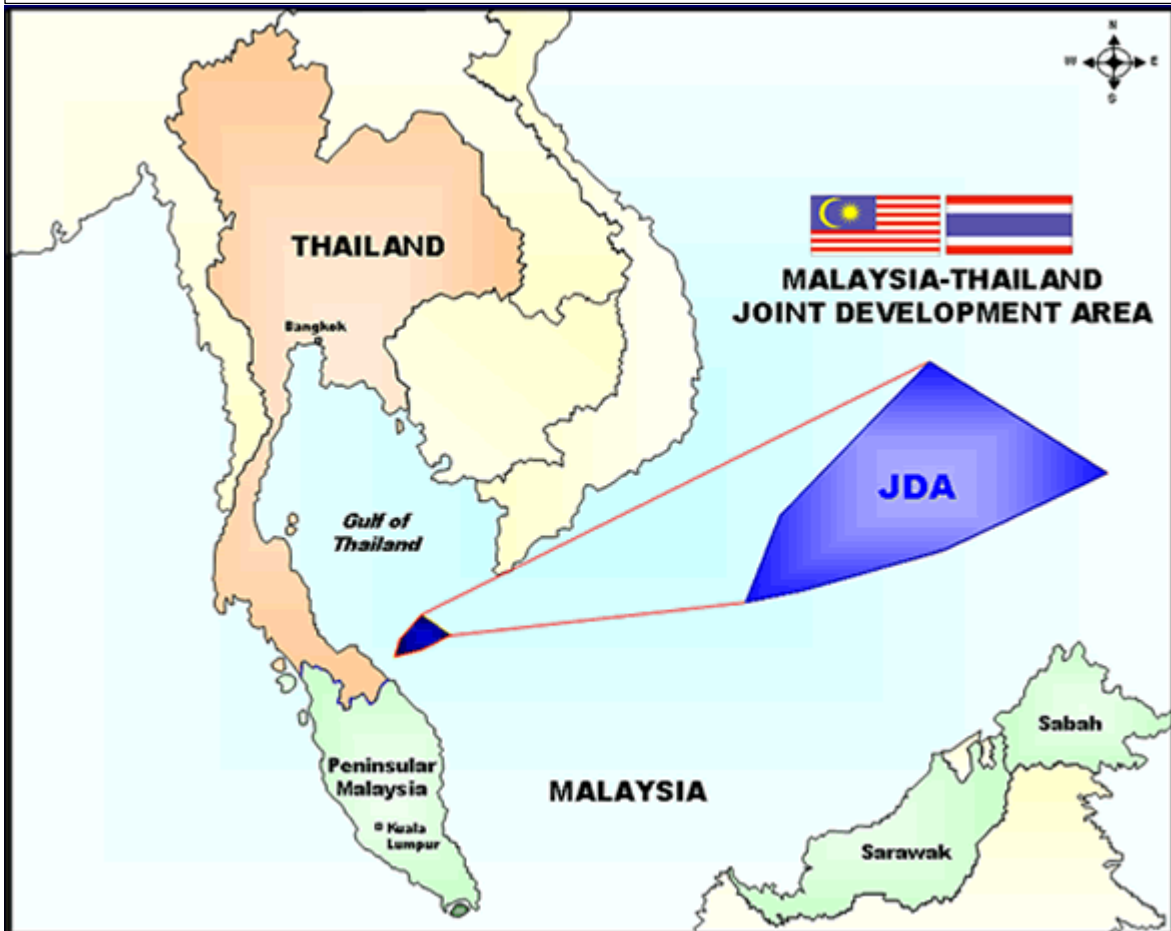 N
W E
S
THAILAND
Bangkok
MALAYSIA-THAILAND
JOINT DEVELOPMENT AREA
JDA
Gulf of
Thailand
Sabah
Peninsular
Malaysia
MALAYSIA
Kuala
Lumpur
Sarawak